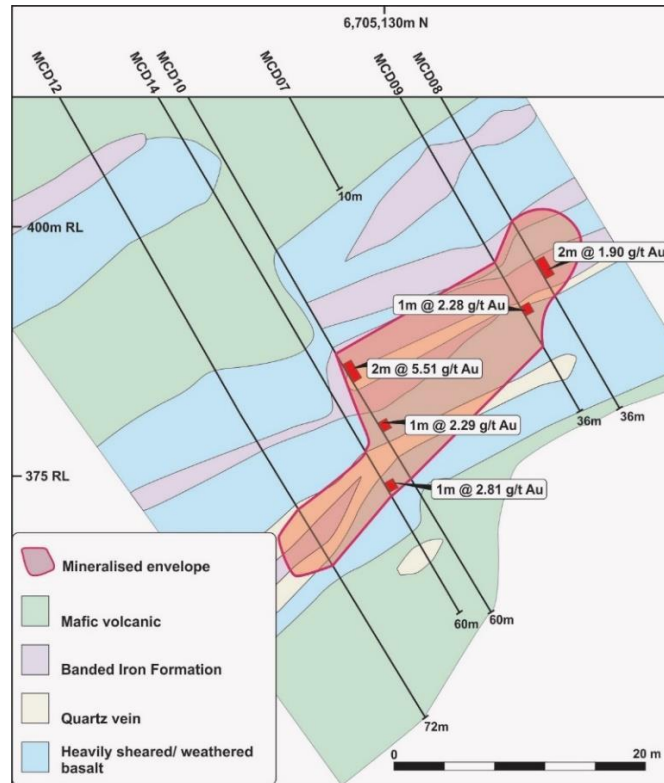 6,705,130m N
MCD12
MCD14
MCD10
MCD07
MCD09
MCD08
10m
400m RL
2m @ 1.90 g/t Au
1m @ 2.28 g/t Au
2m @ 5.51 g/t Au
1m @ 2.29 g/t Au
36m
36m
375 RL
1m @ 2.81 g/t Au
Mineralised envelope
Mafic volcanic
60m
60m
Banded Iron Formation
Quartz vein
72m
Heavily sheared/ weathered
basalt
0
20 m